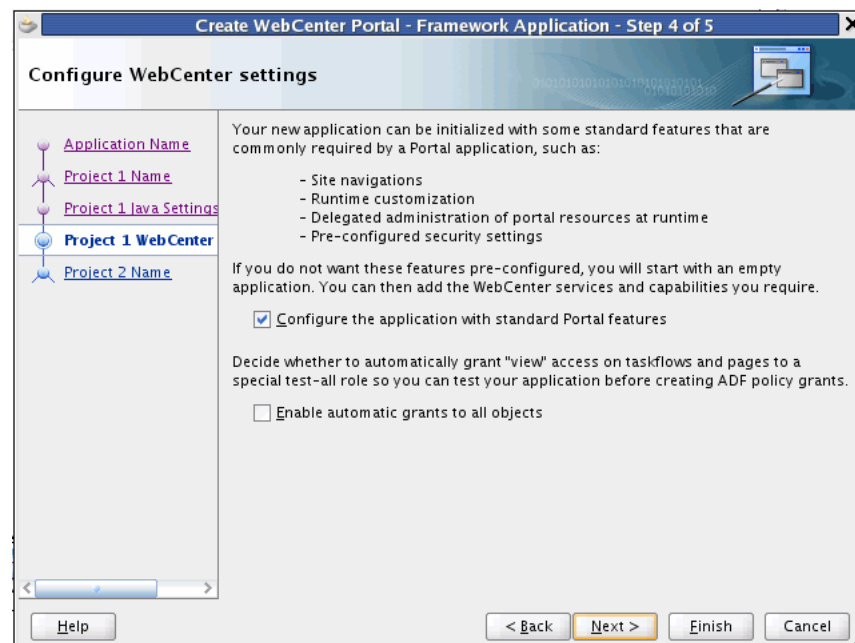 Create WebCenter Portal - Framework Application - Step 4 of 5
Configure WebCenter settings
Application Name
Project 1 Name
Project 1 Java Settings
Project 1 WebCenter
Project 2 Name
Your new application can be initialized with some standard features that are
commonly required by a Portal application, such as:
- Site navigations
- Runtime customization
- Delegated administration of portal resources at runtime
- Pre-configured security settings
If you do not want these features pre-configured, you will start with an empty
application. You can then add the WebCenter services and capabilities you require.
Configure the application with standard Portal features
Decide whether to automatically grant "view" access on taskflows and pages to a
special test-all role so you can test your application before creating ADF policy grants.
Enable automatic grants to all objects
Help
< Back
Next >
Finish
Cancel